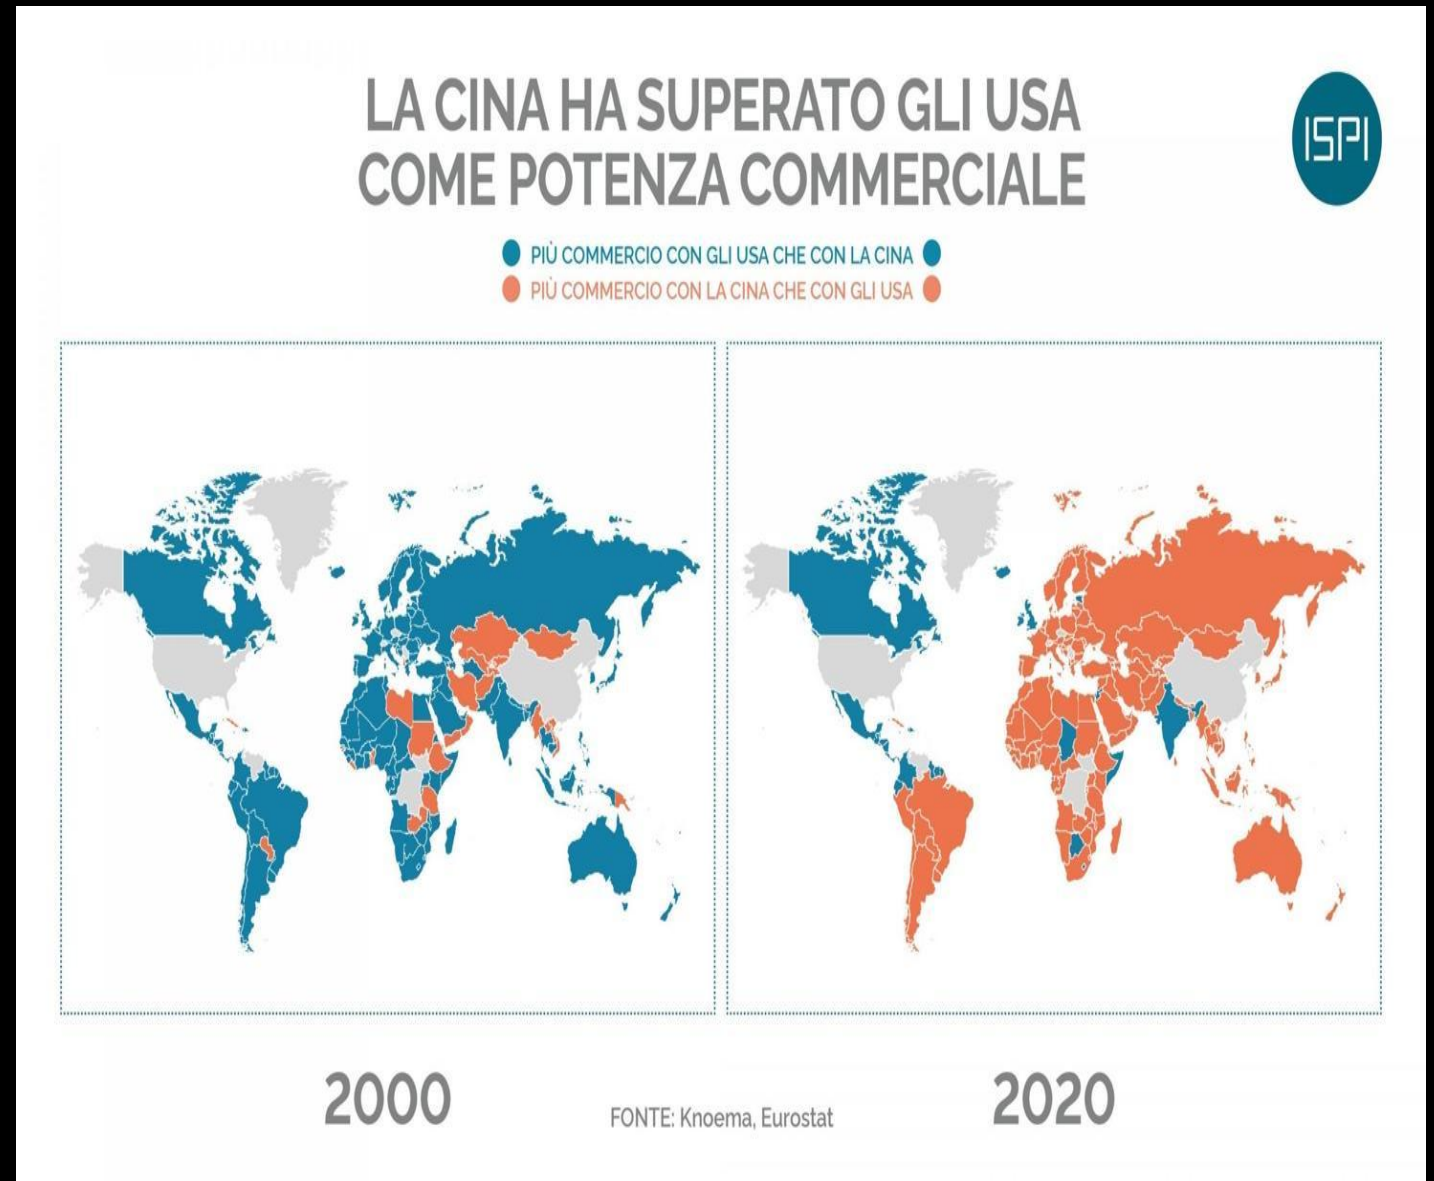 LA CINA HA SUPERATO GLI USA
COME POTENZA COMMERCIALE
ISPI
PIÙ COMMERCIO CON GLI USA CHE CON LA CINA
PIÙ COMMERCIO CON LA CINA CHE CON GLI USA
2000
FONTE: Knoema, Eurostat
2020